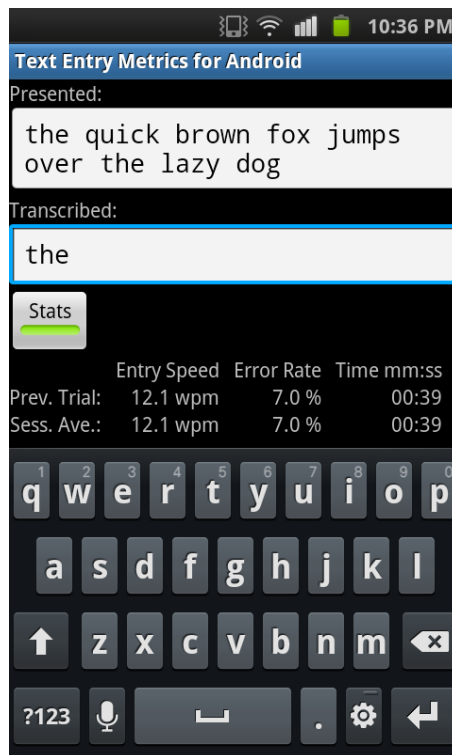 10:36 PM
Text Entry Metrics for Android
Presented:
the quick brown fox jumps
over the lazy dog
Transcribed:
the
Stats
Entry Speed Error Rate Time mm:ss
Prev. Trial: 12.1 wpm 7.0 % 00:39
Sess. Ave.: 12.1 wpm 7.0 % 00:39
1 2 3 4 5 6 7 8 9 0
q w e r t y u i o p
a s d f g h j k l
z x c v b n m
?123 .